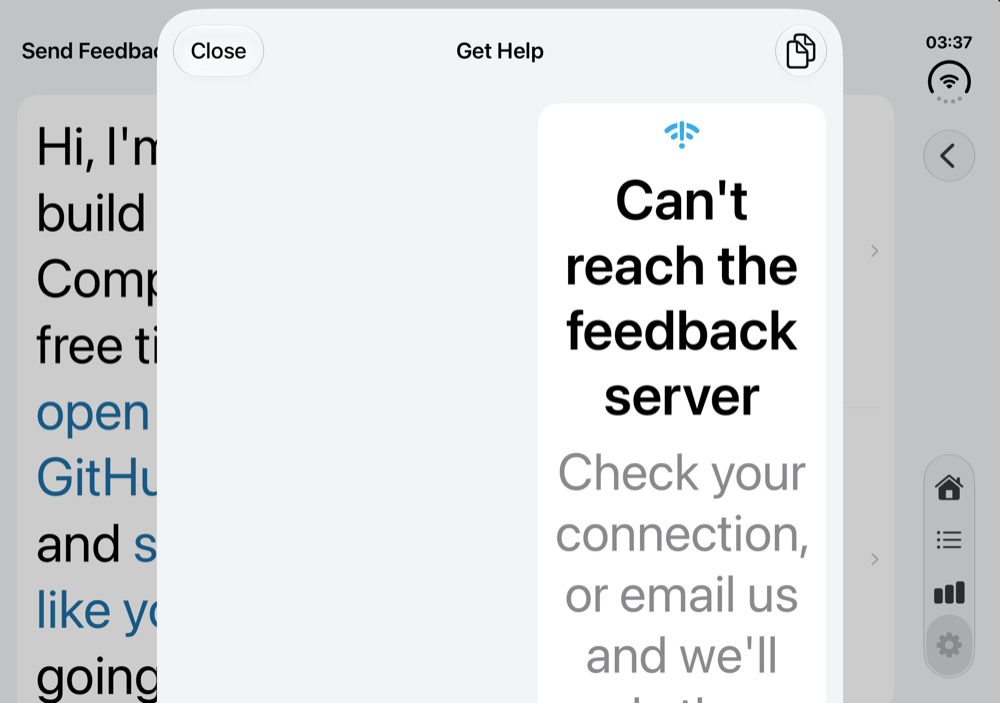 Send Feedbac
Close
Get Help
03:37
Hi, I'm
build
Comp
free ti
open
GitHu
and s
like yo
going
Can't
reach the
feedback
server
Check your
connection,
or email us
and we'll